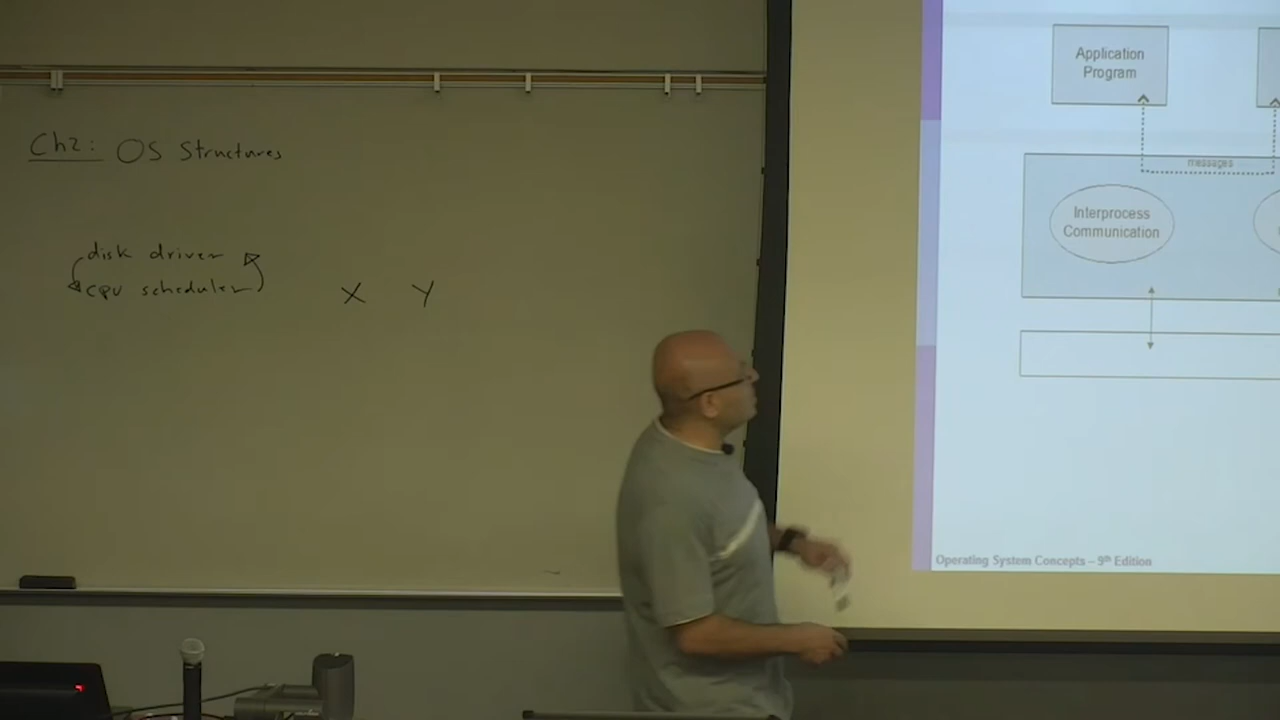 Ch2: OS Structures
disk driver
cpu scheduler
X Y
Application
Program
messages
Interprocess
Communication
Operating System Concepts – 9th Edition